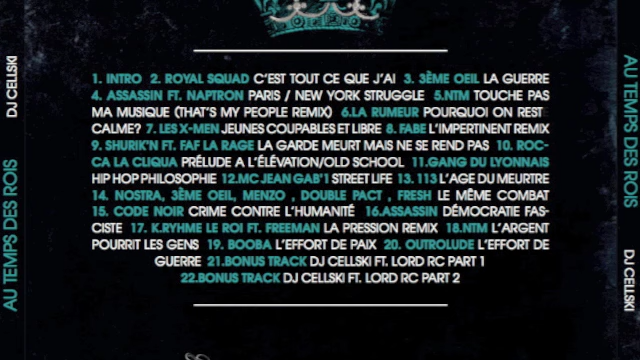 1. INTRO 2. ROYAL SQUAD C'EST TOUT CE QUE J'AI 3. 3ÈME OEIL LA GUERRE
4. ASSASSIN FT. NAPTRON PARIS / NEW YORK STRUGGLE 5.NTM TOUCHE PAS
MA MUSIQUE (THAT'S MY PEOPLE REMIX) 6.LA RUMEUR POURQUOI ON REST
CALME? 7. LES X-MEN JEUNES COUPABLES ET LIBRE 8. FABE L'IMPERTINENT REMIX
9. SHURIK'N FT. FAF LA RAGE LA GARDE MEURT MAIS NE SE REND PAS 10. ROC-
CA LA CLIQUA PRÉLUDE A L'ÉLÉVATION/OLD SCHOOL 11.GANG DU LYONNAIS
HIP HOP PHILOSOPHIE 12.MC JEAN GAB'1 STREET LIFE 13. 113 L'AGE DU MEURTRE
14. NOSTRA, 3ÈME OEIL, MENZO , DOUBLE PACT , FRESH LE MÊME COMBAT
15. CODE NOIR CRIME CONTRE L'HUMANITÉ 16.ASSASSIN DÉMOCRATIE FAS-
CISTE 17. K.RYHME LE ROI FT. FREEMAN LA PRESSION REMIX 18.NTM L'ARGENT
POURRIT LES GENS 19. BOOBA L'EFFORT DE PAIX 20. OUTROLUDE L'EFFORT DE
GUERRE 21.BONUS TRACK DJ CELLSKI FT. LORD RC PART 1
22.BONUS TRACK DJ CELLSKI FT. LORD RC PART 2
AU TEMPS DES ROIS DJ CELLSKI
AU TEMPS DES ROIS DJ CELLSKI